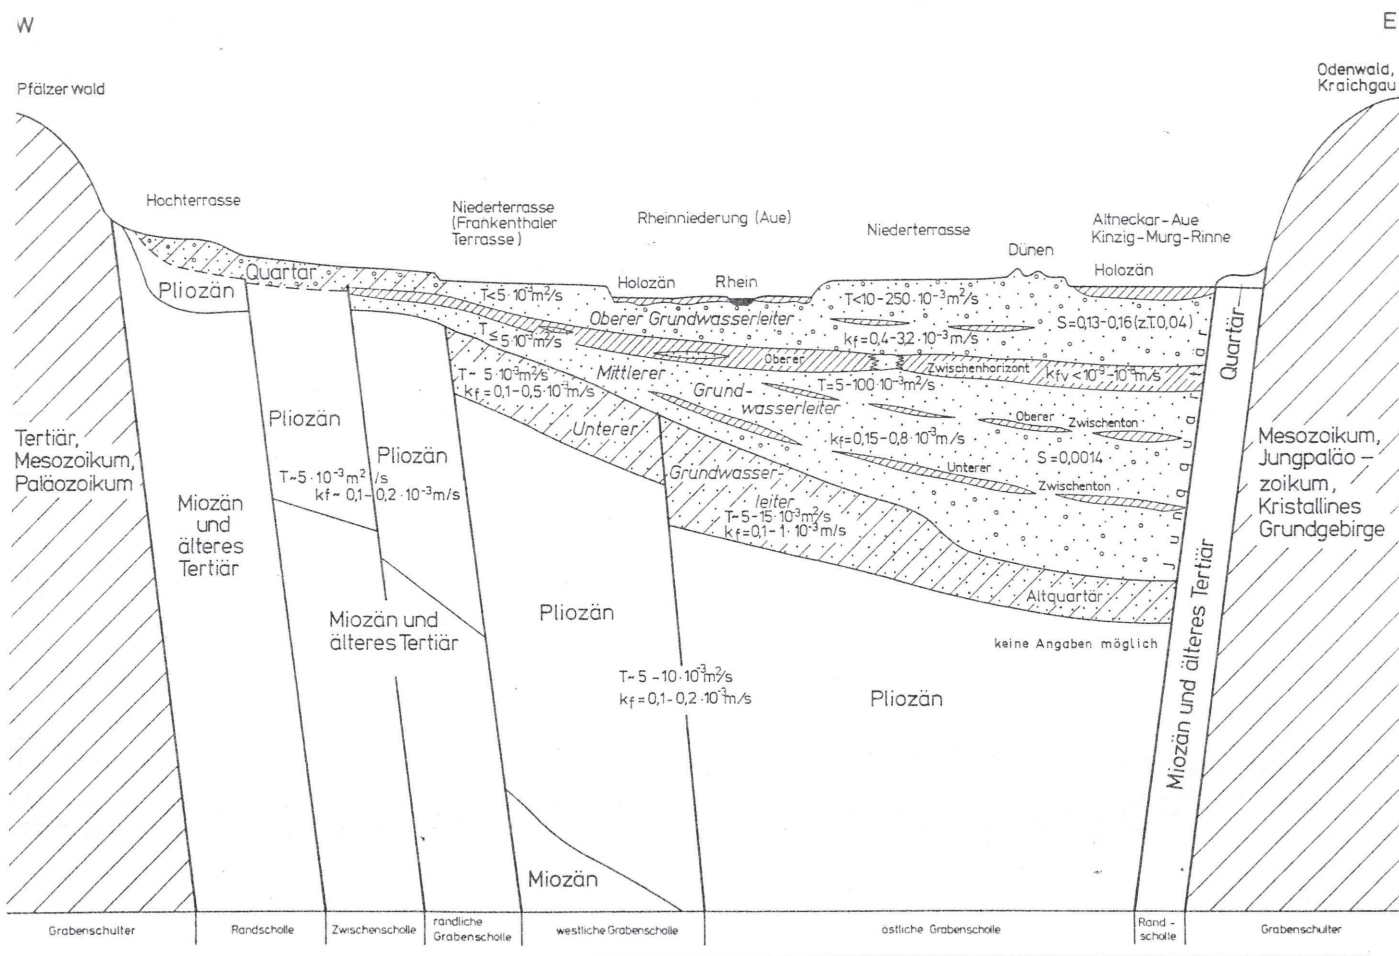 W
E
Pfälzer wald
Odenwald,
Kraichgau
Hochterrasse
Niederterrasse
(Frankenthaler
Terrasse)
Rheinniederung (Aue)
Niederterrasse
Dünen
Altneckar-Aue
Kinzig-Murg-Rinne
Holozän
Rhein
Holozän
Quartär
Pliozän
T<5·10⁻³m²/s
Oberer Grundwasserleiter
T<10-250·10⁻³m²/s
S=0,13-0,16(z.T.0,04)
kf=0,4-3,2·10⁻³m/s
T≤
5·10⁻³m²/s
Oberer
Zwischenhorizont
kfv<10⁻⁹-10⁻⁸m/s
T~ 5·10⁻³m²/s
kf=0,1-0,5·10⁻³m/s
Mittlerer
Grund-
wasserleiter
T=5-100·10⁻³m²/s
Oberer
Zwischenton
kf=0,15-0,8·10⁻³m/s
S=0,0014
Unterer
Zwischenton
Unterer
Grundwasser-
leiter
T~5-15·10⁻³m²/s
kf=0,1-1·10⁻³m/s
Jungquartär
Quartär
Altquartär
keine Angaben möglich
Tertiär,
Mesozoikum,
Paläozoikum
Miozän
und
älteres
Tertiär
Pliozän
Pliozän
T~5·10⁻³m²/s
kf~0,1-0,2·10⁻³m/s
Miozän und
älteres Tertiär
Pliozän
T~5-10·10⁻³m²/s
kf=0,1-0,2·10⁻³m/s
Pliozän
Miozän
Miozän und älteres Tertiär
Mesozoikum,
Jungpaläo-
zoikum,
Kristallines
Grundgebirge
Grabenschulter
Randscholle
Zwischenscholle
randliche
Grabenscholle
westliche Grabenscholle
östliche Grabenscholle
Rand-
scholle
Grabenschulter